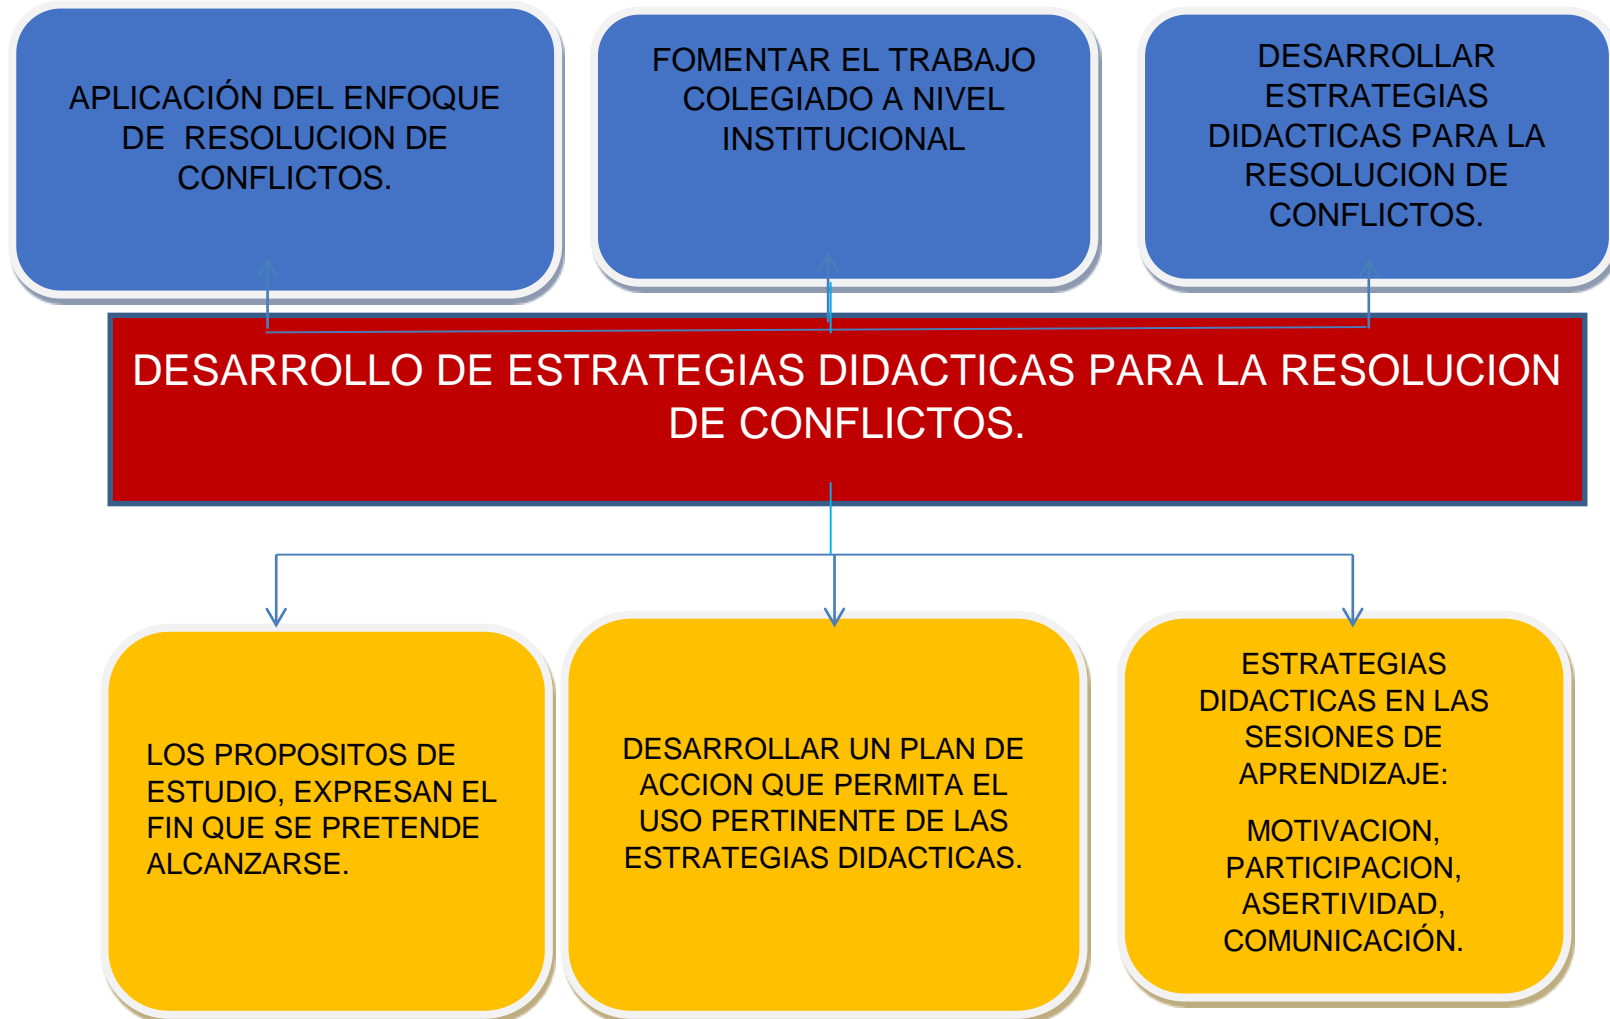 APLICACIÓN DEL ENFOQUE
DE  RESOLUCION DE
CONFLICTOS.
FOMENTAR EL TRABAJO
COLEGIADO A NIVEL
INSTITUCIONAL
DESARROLLAR
ESTRATEGIAS
DIDACTICAS PARA LA
RESOLUCION DE
CONFLICTOS.
DESARROLLO DE ESTRATEGIAS DIDACTICAS PARA LA RESOLUCION
DE CONFLICTOS.
LOS PROPOSITOS DE
ESTUDIO, EXPRESAN EL
FIN QUE SE PRETENDE
ALCANZARSE.
DESARROLLAR UN PLAN DE
ACCION QUE PERMITA EL
USO PERTINENTE DE LAS
ESTRATEGIAS DIDACTICAS.
ESTRATEGIAS
DIDACTICAS EN LAS
SESIONES DE
APRENDIZAJE:
MOTIVACION,
PARTICIPACION,
ASERTIVIDAD,
COMUNICACIÓN.